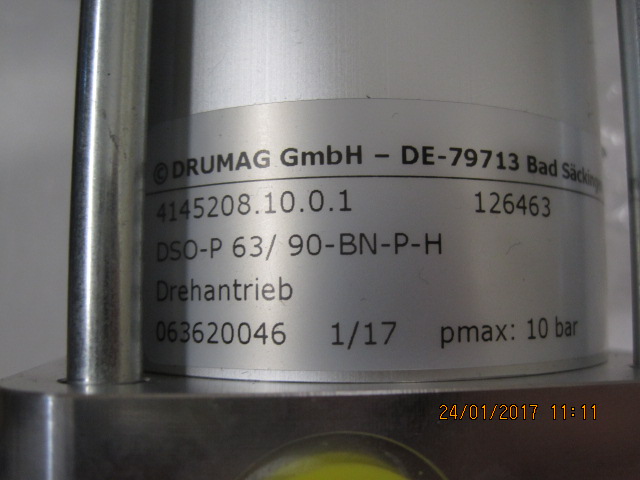 © DRUMAG GmbH – DE-79713 Bad Säckingen
4145208.10.0.1 126463
DSO-P 63/ 90-BN-P-H
Drehantrieb
063620046 1/17 pmax: 10 bar
24/01/2017 11:11